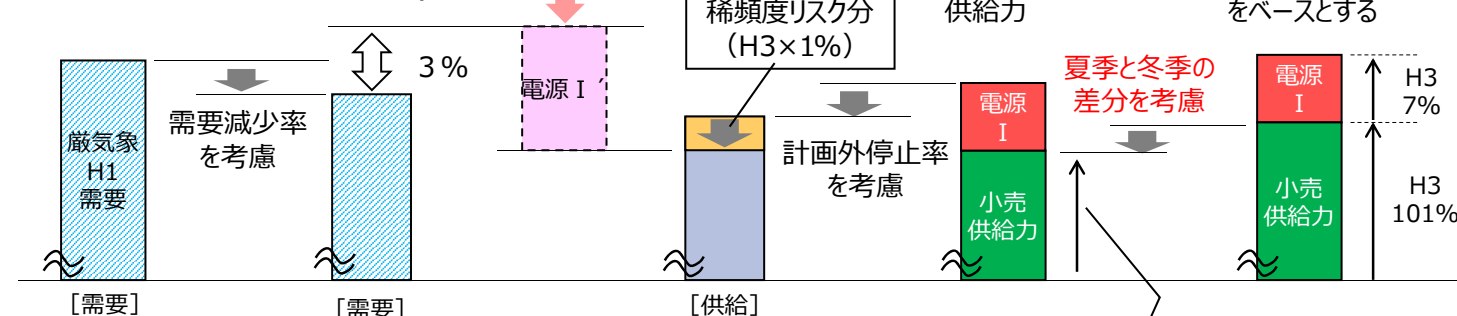 稀頻度リスク分
（H3×1%）
供給力
をベースとする
３%
電源Ⅰ´
夏季と冬季の
差分を考慮
電源
Ⅰ
電源
Ⅰ
H3
7%
厳気象
H1
需要
需要減少率
を考慮
計画外停止率
を考慮
小売
供給力
小売
供給力
H3
101%
［需要］
［需要］
［供給］